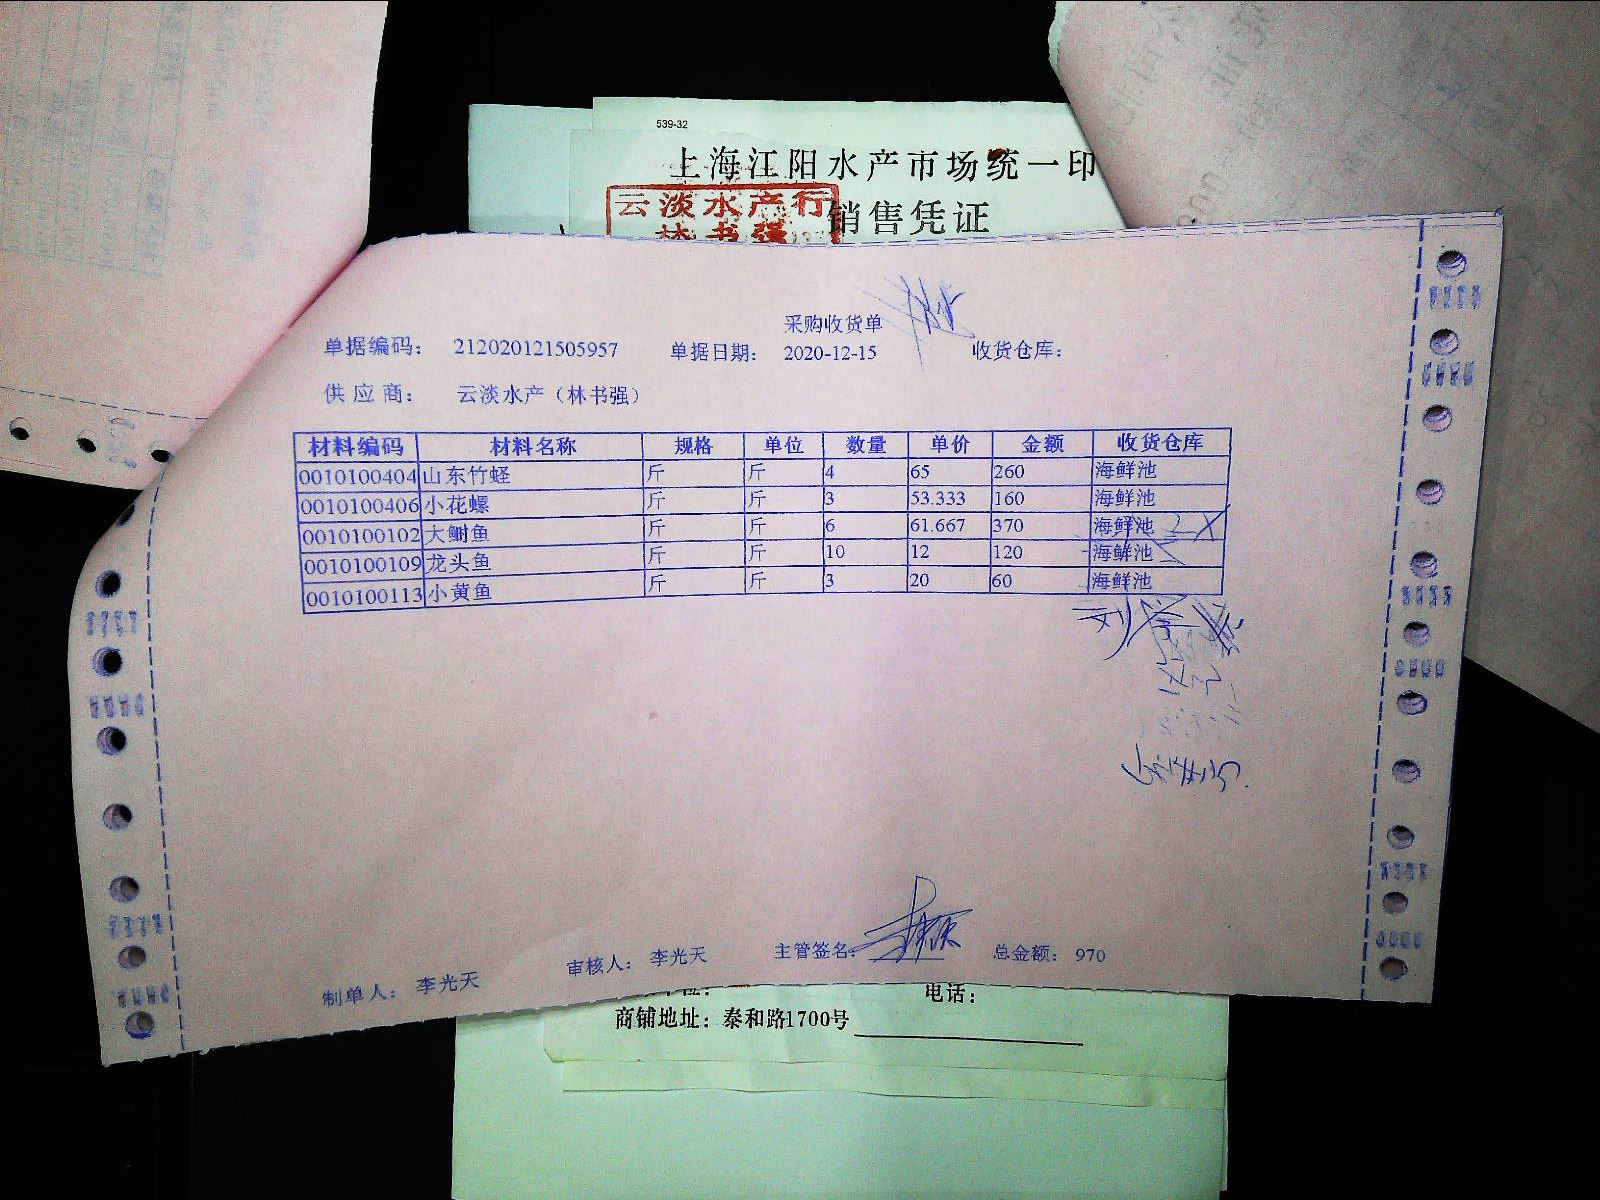 539-32
上海江阳水产市场统一印
云淡水产行
林书强
销售凭证
采购收货单
单据编码： 212020121505957 单据日期： 2020-12-15 收货仓库：
供应商： 云淡水产（林书强）
材料编码 材料名称 规格 单位 数量 单价 金额 收货仓库
0010100404 山东竹蛏 斤 斤 4 65 260 海鲜池
0010100406 小花螺 斤 斤 3 53.333 160 海鲜池
0010100102 大鲥鱼 斤 斤 6 61.667 370 海鲜池
0010100109 龙头鱼 斤 斤 10 12 120 海鲜池
0010100113 小黄鱼 斤 斤 3 20 60 海鲜池
制单人： 李光天 审核人： 李光天 主管签名： 总金额： 970
电话：
商铺地址：泰和路1700号